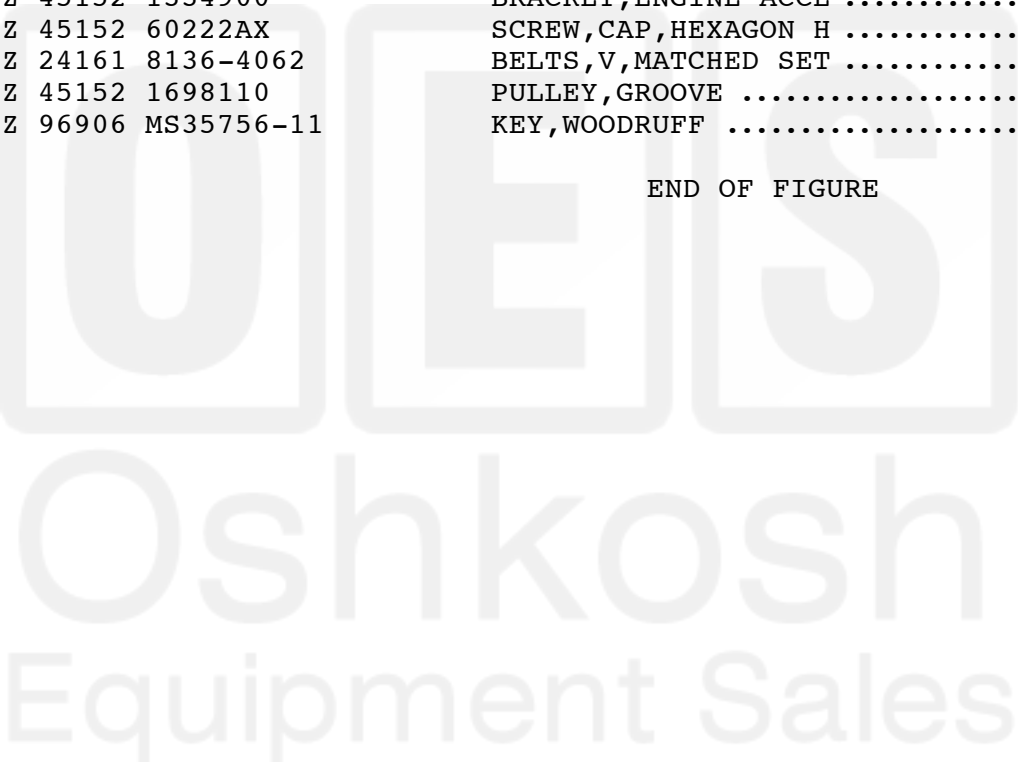 Z 45152 60222AX SCREW,CAP,HEXAGON H ............
Z 24161 8136-4062 BELTS,V,MATCHED SET ............
Z 45152 1698110 PULLEY,GROOVE ...................
Z 96906 MS35756-11 KEY,WOODRUFF ....................
END OF FIGURE
OES
Oshkosh
Equipment Sales